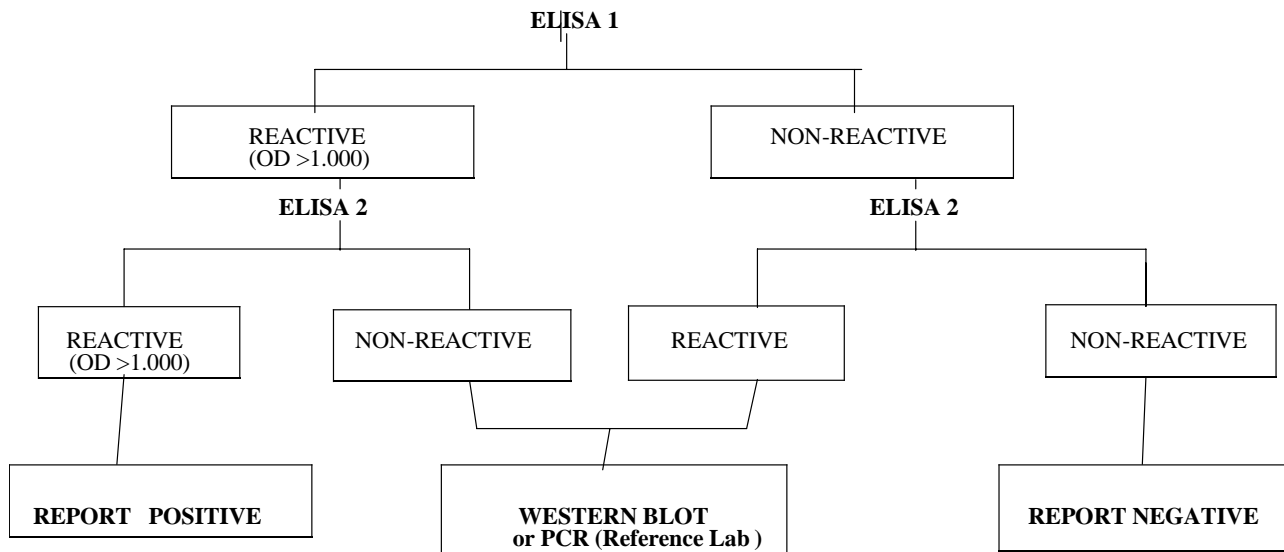 ELISA 1
REACTIVE
(OD >1.000)
NON-REACTIVE
ELISA 2
ELISA 2
REACTIVE
(OD >1.000)
NON-REACTIVE
REACTIVE
NON-REACTIVE
REPORT POSITIVE
WESTERN BLOT
or PCR (Reference Lab )
REPORT NEGATIVE